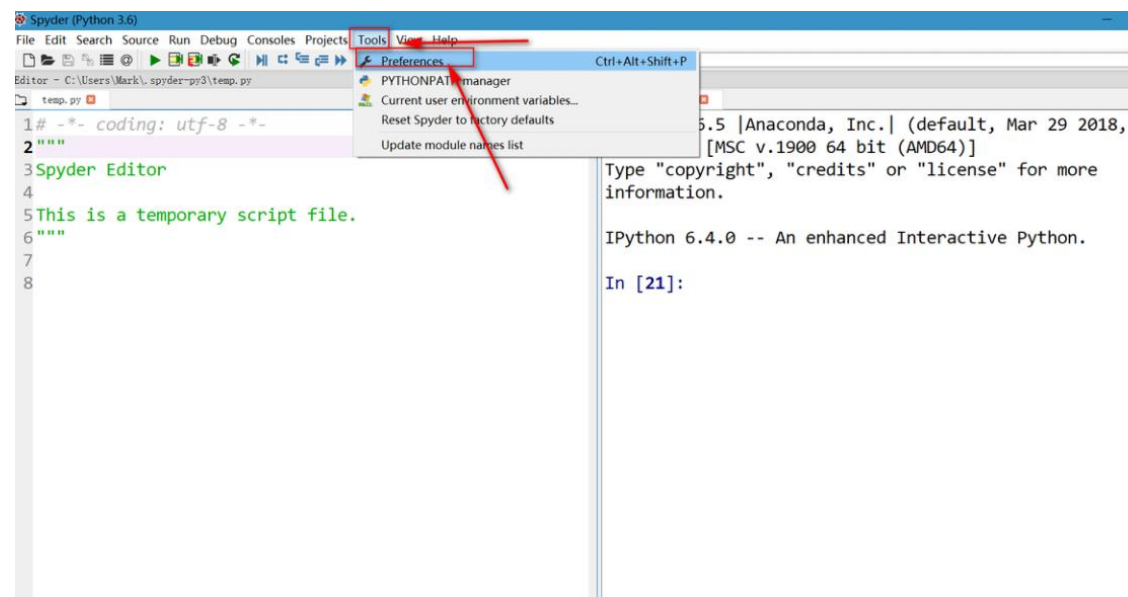 Spyder (Python 3.6)
File Edit Search Source Run Debug Consoles Projects Tools View Help
Preferences Ctrl+Alt+Shift+P
Editor - C:\Users\Mark\.spyder-py3\temp.py
PYTHONPATH manager
temp.py
Current user environment variables...
Reset Spyder to factory defaults
Update module names list
1 # -*- coding: utf-8 -*-
2 """
3 Spyder Editor
4
5 This is a temporary script file.
6 """
7
8
.5 |Anaconda, Inc.| (default, Mar 29 2018,
[MSC v.1900 64 bit (AMD64)]
Type "copyright", "credits" or "license" for more
information.
IPython 6.4.0 -- An enhanced Interactive Python.
In [21]: